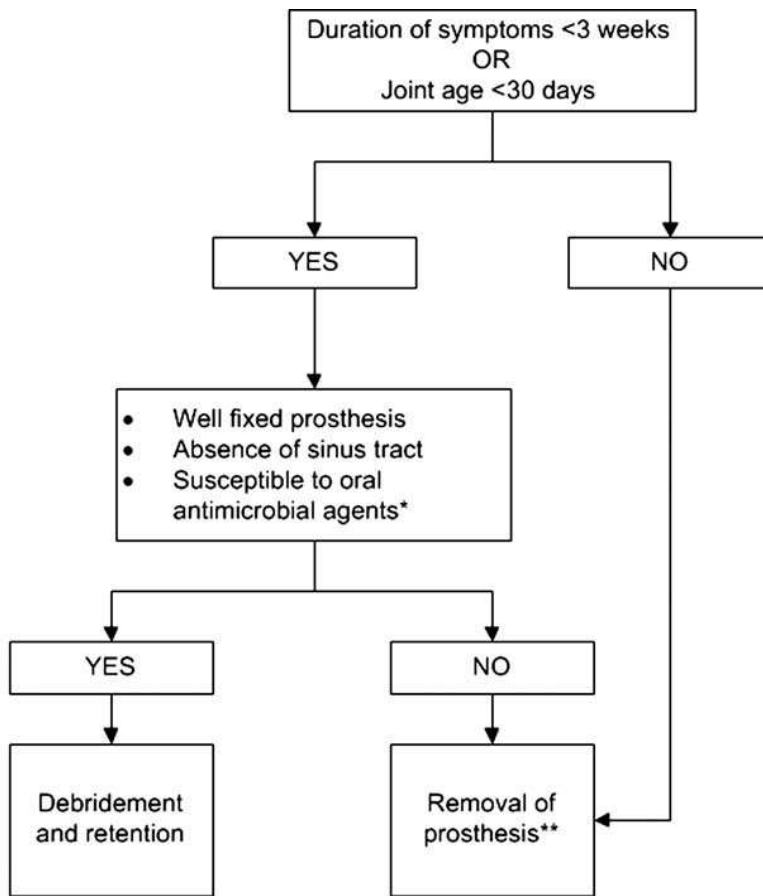 Duration of symptoms <3 weeks
OR
Joint age <30 days
YES
NO
• Well fixed prosthesis
• Absence of sinus tract
• Susceptible to oral
antimicrobial agents*
YES
NO
Debridement
and retention
Removal of
prosthesis**